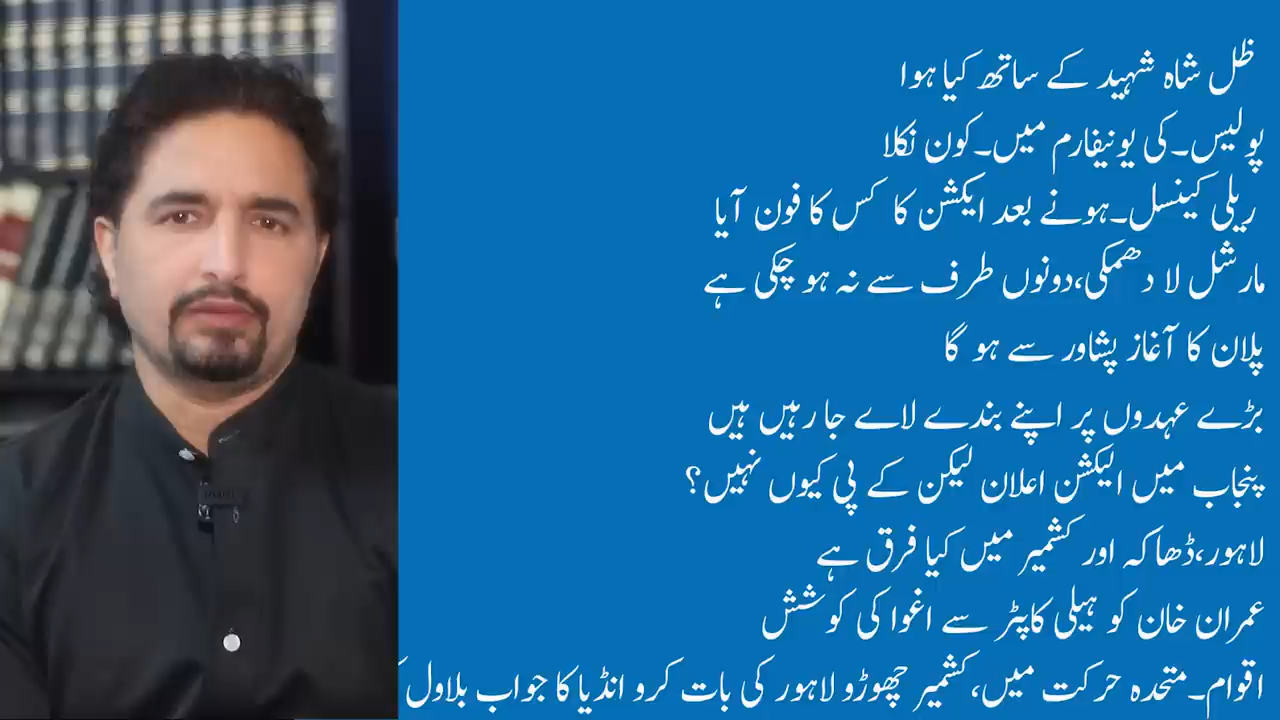 ظل شاہ شہید کے ساتھ کیا ہوا
پولیس۔کی یونیفارم میں۔کون نکلا
ریلی کینسل۔ہونے بعد ایکشن کا کس کا فون آیا
مارشل لا دھمکی،دونوں طرف سے نہ ہو چکی ہے
پلان کا آغاز پشاور سے ہو گا
بڑے عہدوں پر اپنے بندے لاے جا رہیں ہیں
پنجاب میں الیکشن اعلان لیکن کے پی کیوں نہیں؟
لاہور،ڈھاکہ اور کشمیر میں کیا فرق ہے
عمران خان کو ہیلی کاپٹر سے اغوا کی کوشش
اقوام۔متحدہ حرکت میں،کشمیر چھوڑو لاہور کی بات کرو انڈیا کا جواب بلاول